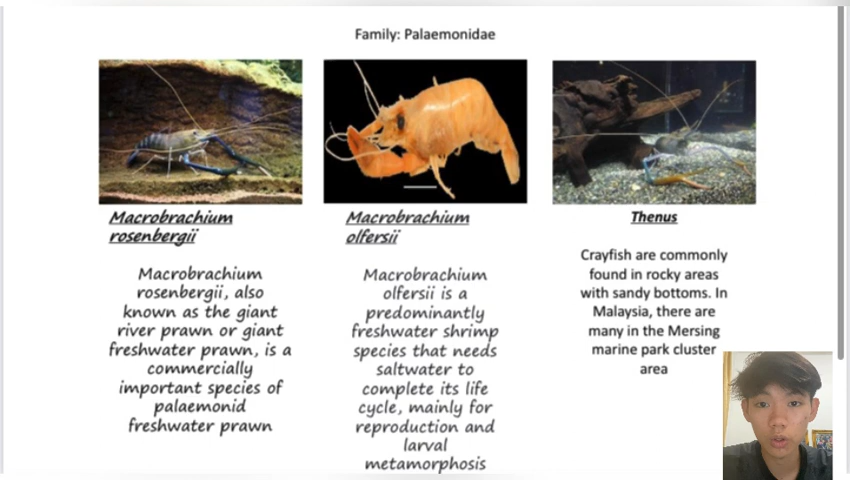 Family: Palaemonidae
Macrobrachium
rosenbergii
Macrobrachium
rosenbergii, also
known as the giant
river prawn or giant
freshwater prawn, is a
commercially
important species of
palaemonid
freshwater prawn
Macrobrachium
olfersii
Macrobrachium
olfersii is a
predominantly
freshwater shrimp
species that needs
saltwater to
complete its life
cycle, mainly for
reproduction and
larval
metamorphosis
Thenus
Crayfish are commonly
found in rocky areas
with sandy bottoms. In
Malaysia, there are
many in the Mersing
marine park cluster
area